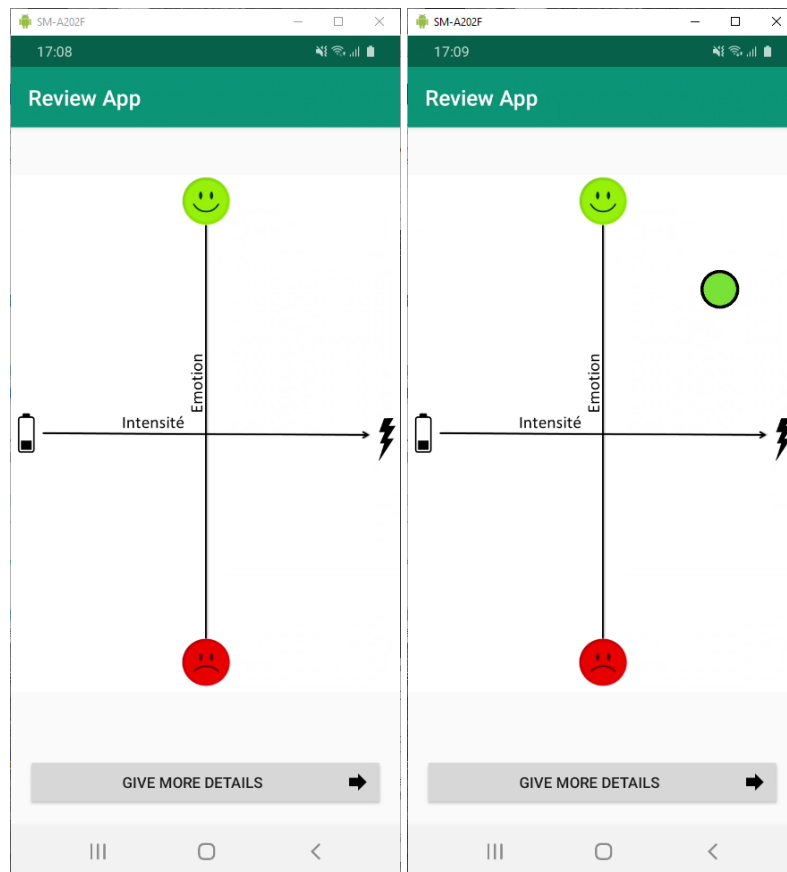 SM-A202F
17:08
Review App
Emotion
Intensité
GIVE MORE DETAILS
SM-A202F
17:09
Review App
Emotion
Intensité
GIVE MORE DETAILS